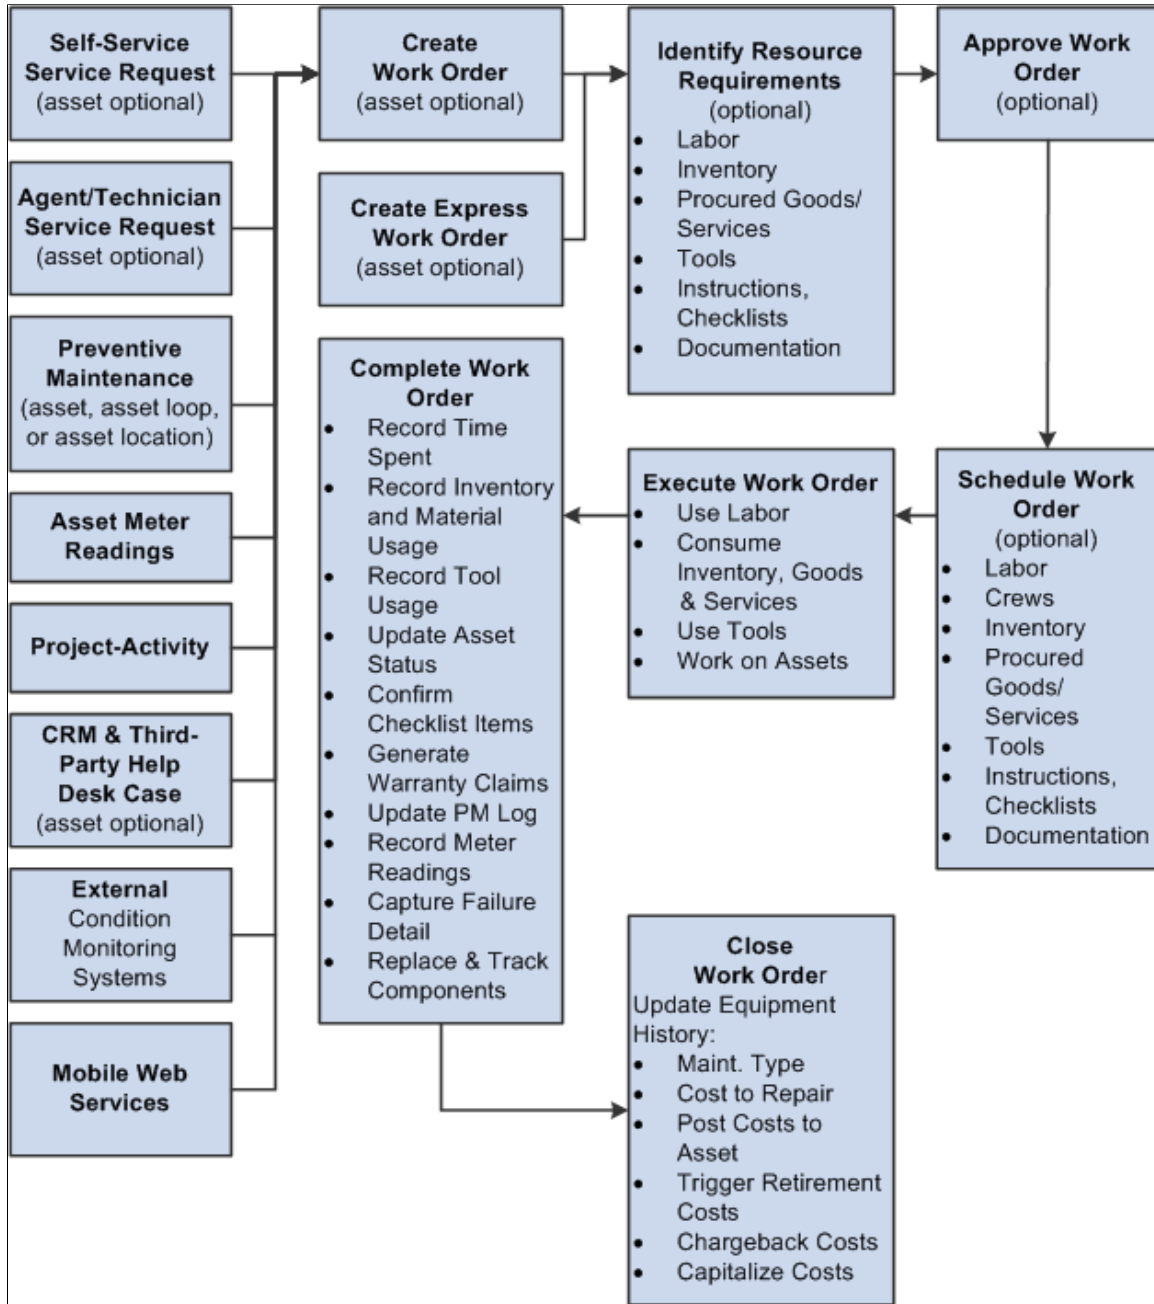 Self-Service
Service Request
(asset optional)
Agent/Technician
Service Request
(asset optional)
Preventive
Maintenance
(asset, asset loop,
or asset location)
Asset Meter
Readings
Project-Activity
CRM & Third-
Party Help
Desk Case
(asset optional)
External
Condition
Monitoring
Systems
Mobile Web
Services
Create
Work Order
(asset optional)
Create Express
Work Order
(asset optional)
Identify Resource
Requirements
(optional)
• Labor
• Inventory
• Procured Goods/
Services
• Tools
• Instructions,
Checklists
• Documentation
Approve Work
Order
(optional)
Schedule Work
Order
(optional)
• Labor
• Crews
• Inventory
• Procured
Goods/
Services
• Tools
• Instructions,
Checklists
• Documentation
Execute Work Order
• Use Labor
• Consume
Inventory, Goods
& Services
• Use Tools
• Work on Assets
Complete Work
Order
• Record Time
Spent
• Record Inventory
and Material
Usage
• Record Tool
Usage
• Update Asset
Status
• Confirm
Checklist Items
• Generate
Warranty Claims
• Update PM Log
• Record Meter
Readings
• Capture Failure
Detail
• Replace & Track
Components
Close
Work Order
Update Equipment
History:
• Maint. Type
• Cost to Repair
• Post Costs to
Asset
• Trigger Retirement
Costs
• Chargeback Costs
• Capitalize Costs